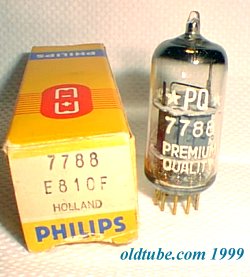 PHILIPS
7788
E810F
HOLLAND
PHILIPS
★PQ★
7788
PREMIUM
QUALITY
oldtube.com 1999